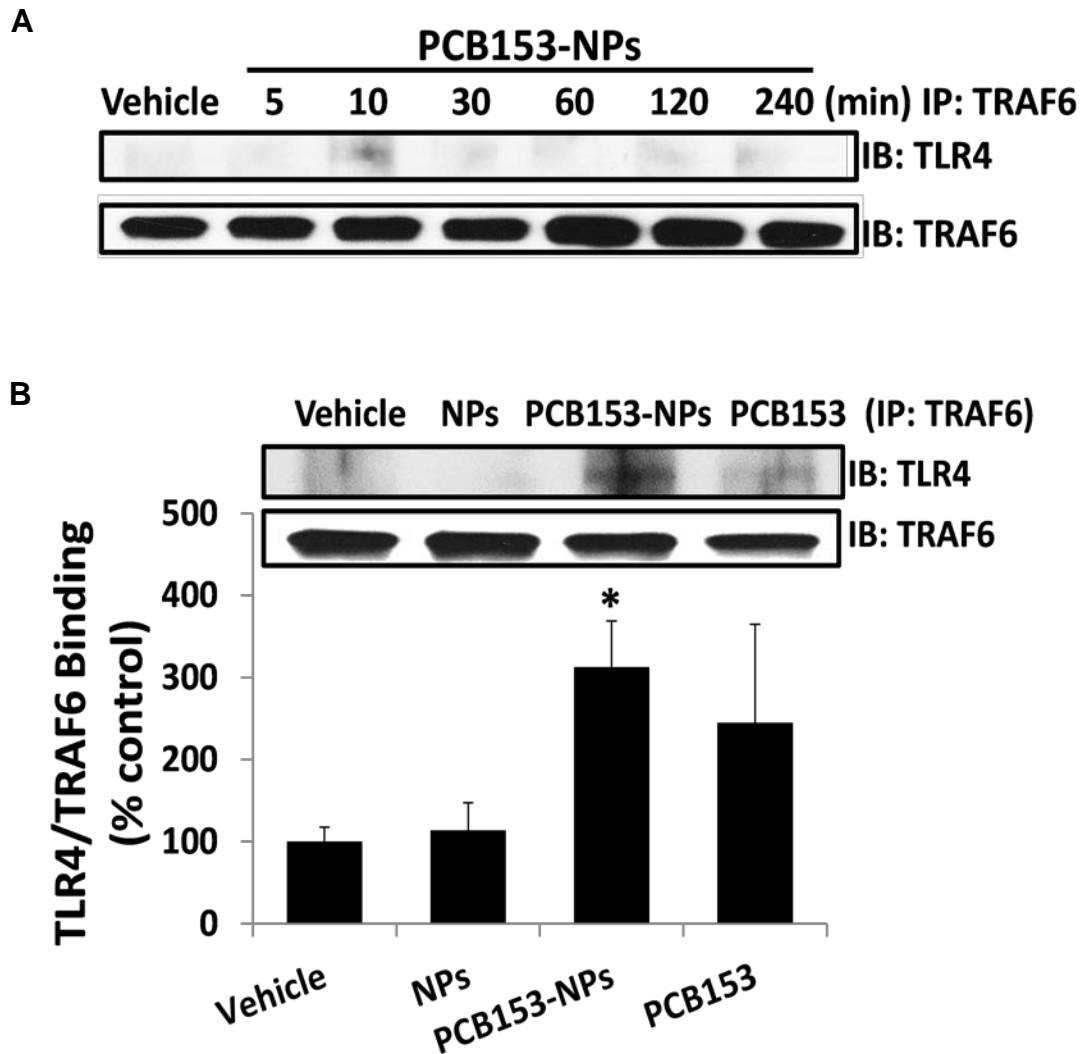 A
PCB153-NPs
Vehicle 5 10 30 60 120 240 (min) IP: TRAF6
IB: TLR4
IB: TRAF6
B
Vehicle NPs PCB153-NPs PCB153 (IP: TRAF6)
IB: TLR4
IB: TRAF6
TLR4/TRAF6 Binding
(% control)
500
400
300
200
100
0
*
Vehicle NPs PCB153-NPs PCB153